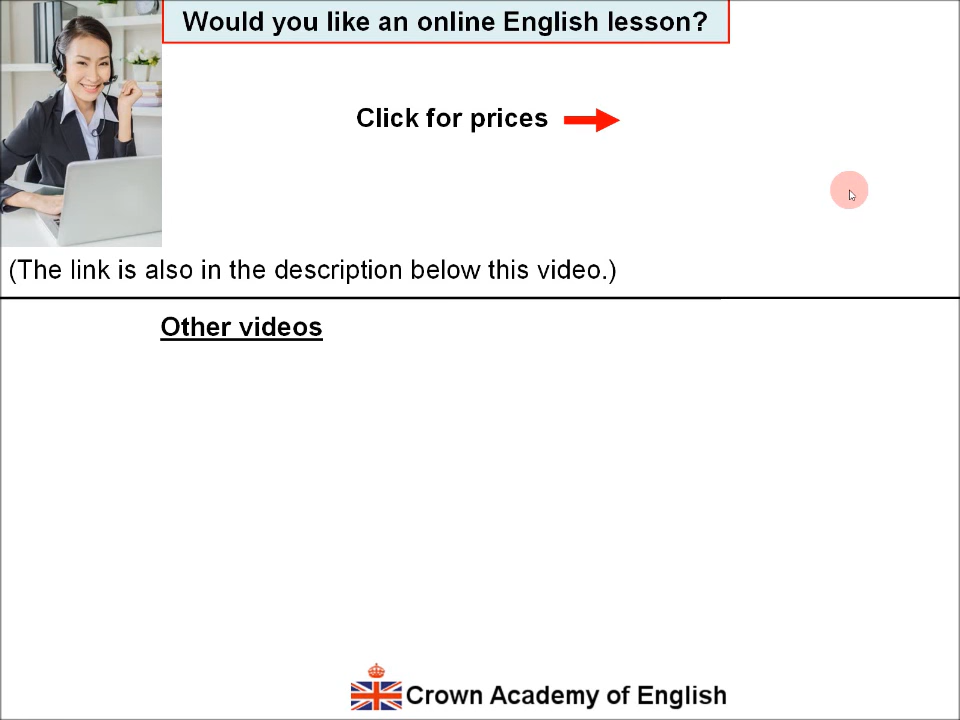 Would you like an online English lesson?
Click for prices
(The link is also in the description below this video.)
Other videos
Crown Academy of English